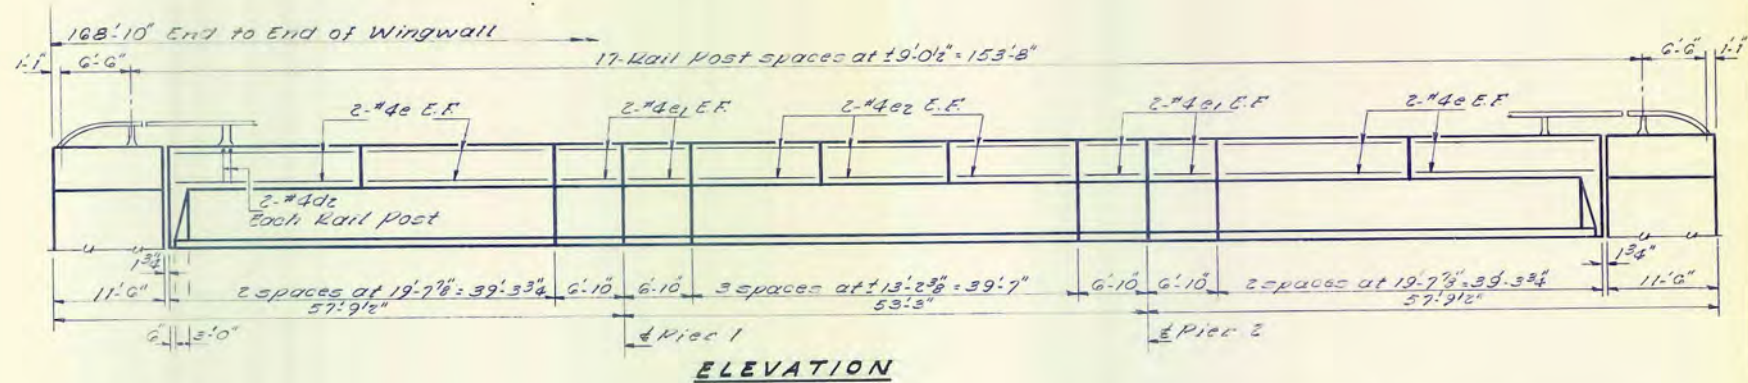 168'-10" End to End of Wingwall
17-Rail Post spaces at ±9'-0½" = 153'-8"
1'-1"
6'-6"
6'-6"
1'-1"
2-#4e E.F.
2-#4e1 E.F.
2-#4e2 E.F.
2-#4e1 E.F.
2-#4e E.F.
2-#4d2
Each Rail Post
1¾"
1¾"
11'-6"
2 spaces at 19'-7⅞" = 39'-3¾"
6'-10"
6'-10"
3 spaces at ±13'-2⅜" = 39'-7"
6'-10"
6'-10"
2 spaces at 19'-7⅞" = 39'-3¾"
11'-6"
57'-9½"
53'-3"
57'-9½"
6"
3'-0"
℄ Pier 1
℄ Pier 2
ELEVATION